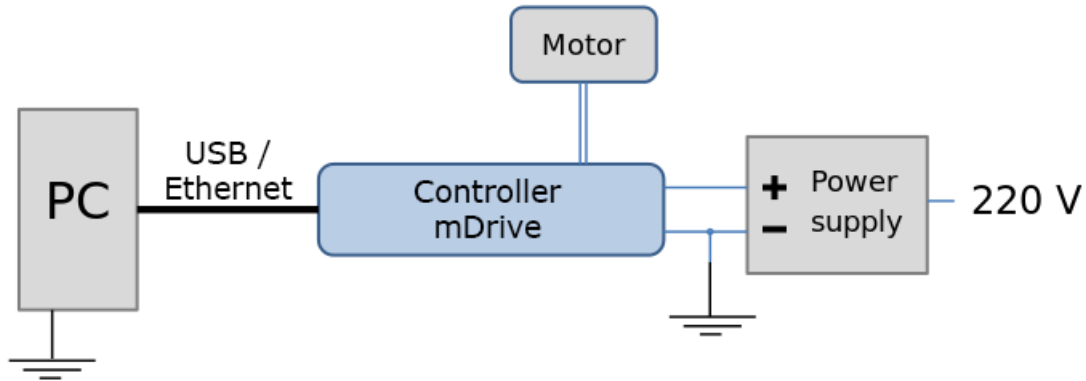 Motor
PC
USB /
Ethernet
Controller
mDrive
+ Power
− supply
220 V